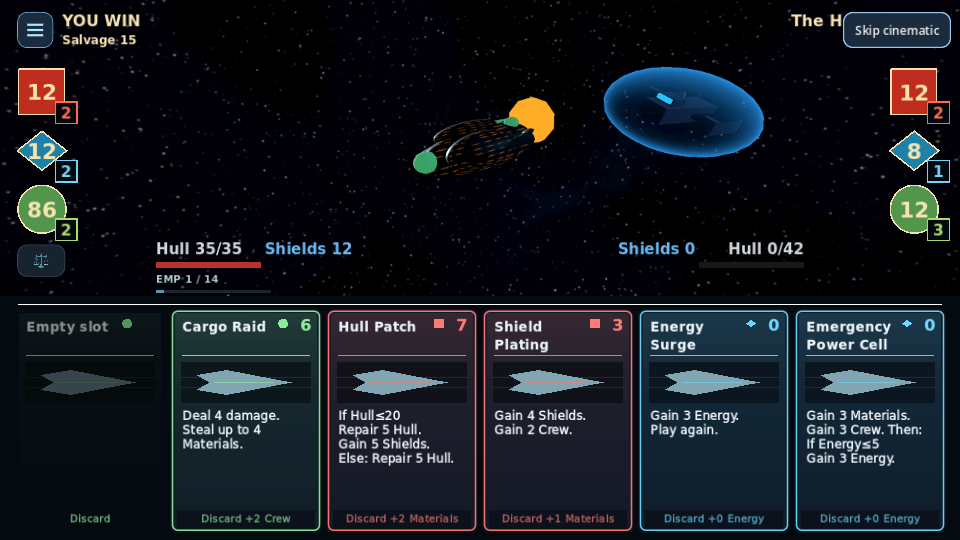 YOU WIN
Salvage 15
The H
Skip cinematic
12
2
12
2
86
2
12
2
8
1
12
3
Hull 35/35
Shields 12
EMP 1 / 14
Shields 0
Hull 0/42
Empty slot
Discard
Cargo Raid
6
Deal 4 damage.
Steal up to 4
Materials.
Discard +2 Crew
Hull Patch
7
If Hull≤20
Repair 5 Hull.
Gain 5 Shields.
Else: Repair 5 Hull.
Discard +2 Materials
Shield
Plating
3
Gain 4 Shields.
Gain 2 Crew.
Discard +1 Materials
Energy
Surge
0
Gain 3 Energy.
Play again.
Discard +0 Energy
Emergency
Power Cell
0
Gain 3 Materials.
Gain 3 Crew. Then:
If Energy≤5
Gain 3 Energy.
Discard +0 Energy